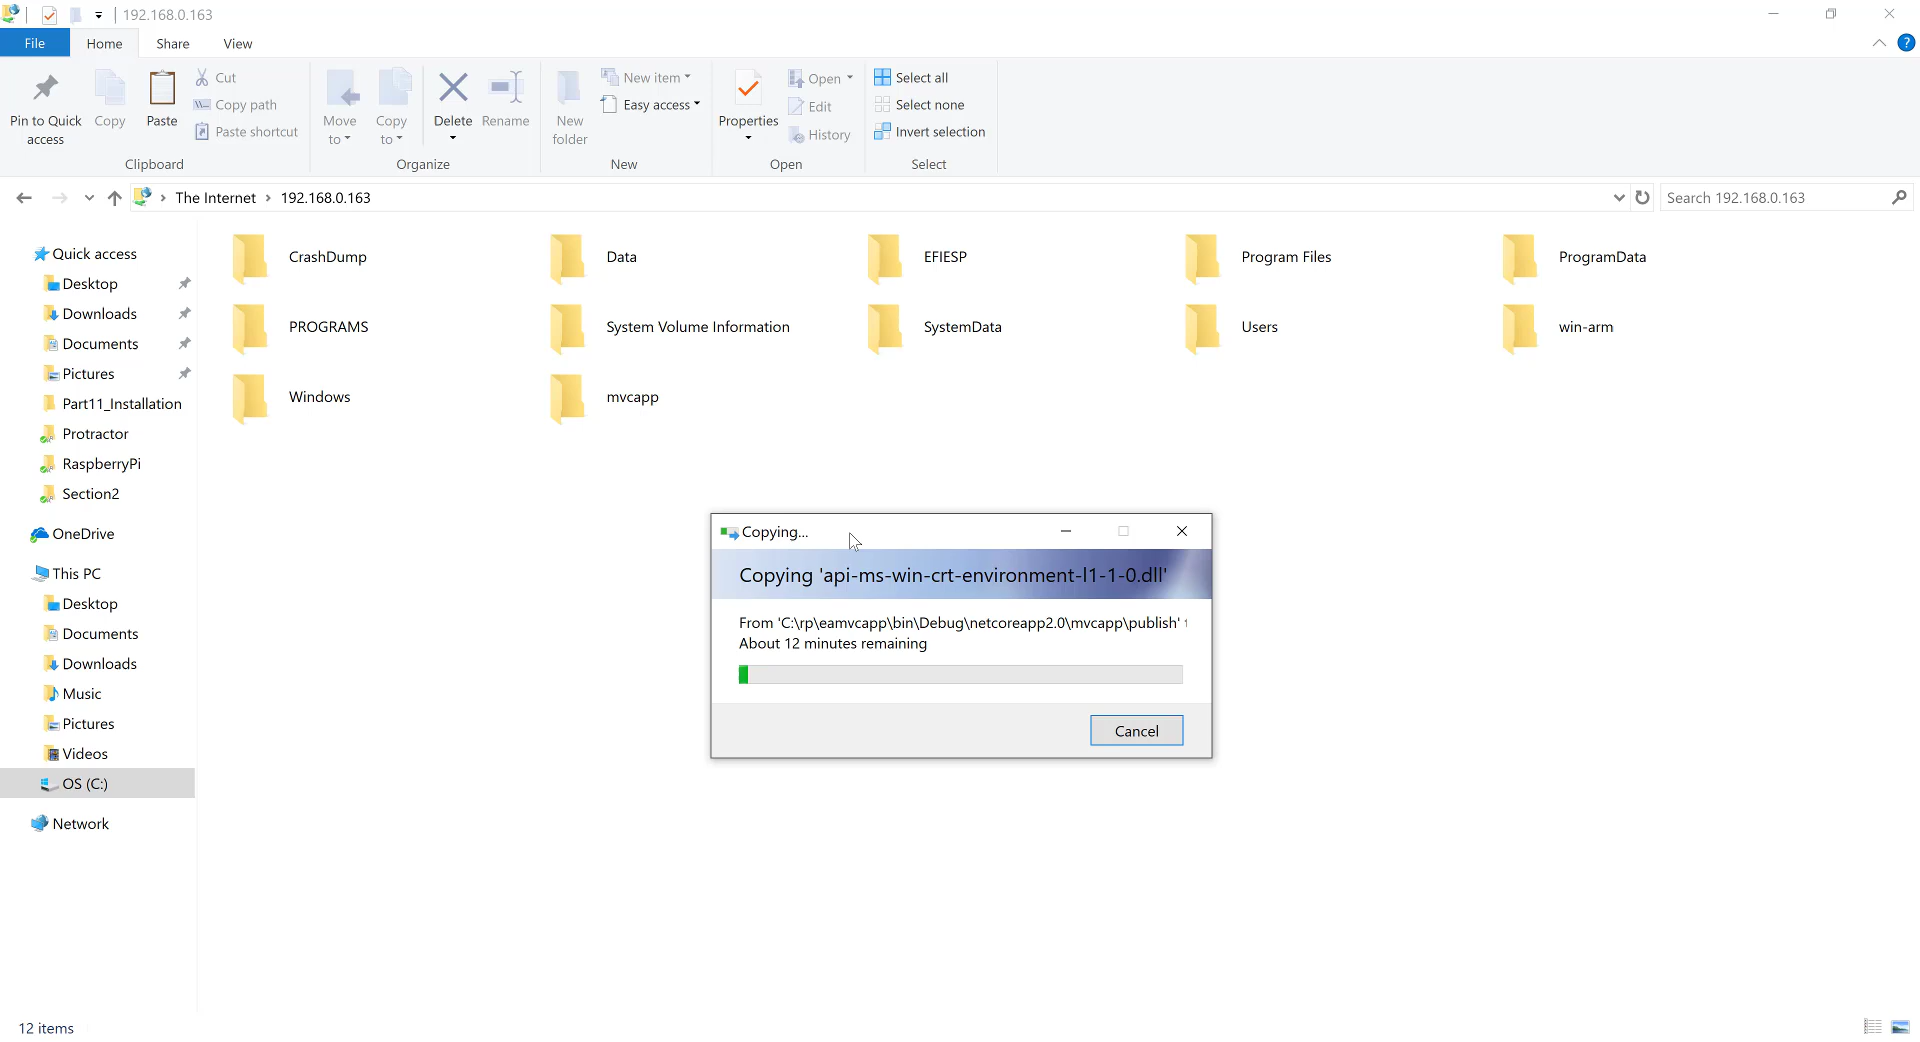 192.168.0.163
File Home Share View
Pin to Quick access
Copy
Paste
Cut
Copy path
Paste shortcut
Clipboard
Move to
Copy to
Delete
Rename
Organize
New folder
New item
Easy access
New
Properties
Open
Edit
History
Open
Select all
Select none
Invert selection
Select
The Internet 192.168.0.163
Search 192.168.0.163
Quick access
Desktop
Downloads
Documents
Pictures
Part11_Installation
Protractor
RaspberryPi
Section2
OneDrive
This PC
Desktop
Documents
Downloads
Music
Pictures
Videos
OS (C:)
Network
CrashDump Data EFIESP Program Files ProgramData
PROGRAMS System Volume Information SystemData Users win-arm
Windows mvcapp
Copying...
Copying 'api-ms-win-crt-environment-l1-1-0.dll'
From 'C:\rp\eamvcapp\bin\Debug\netcoreapp2.0\mvcapp\publish'
About 12 minutes remaining
Cancel
12 items